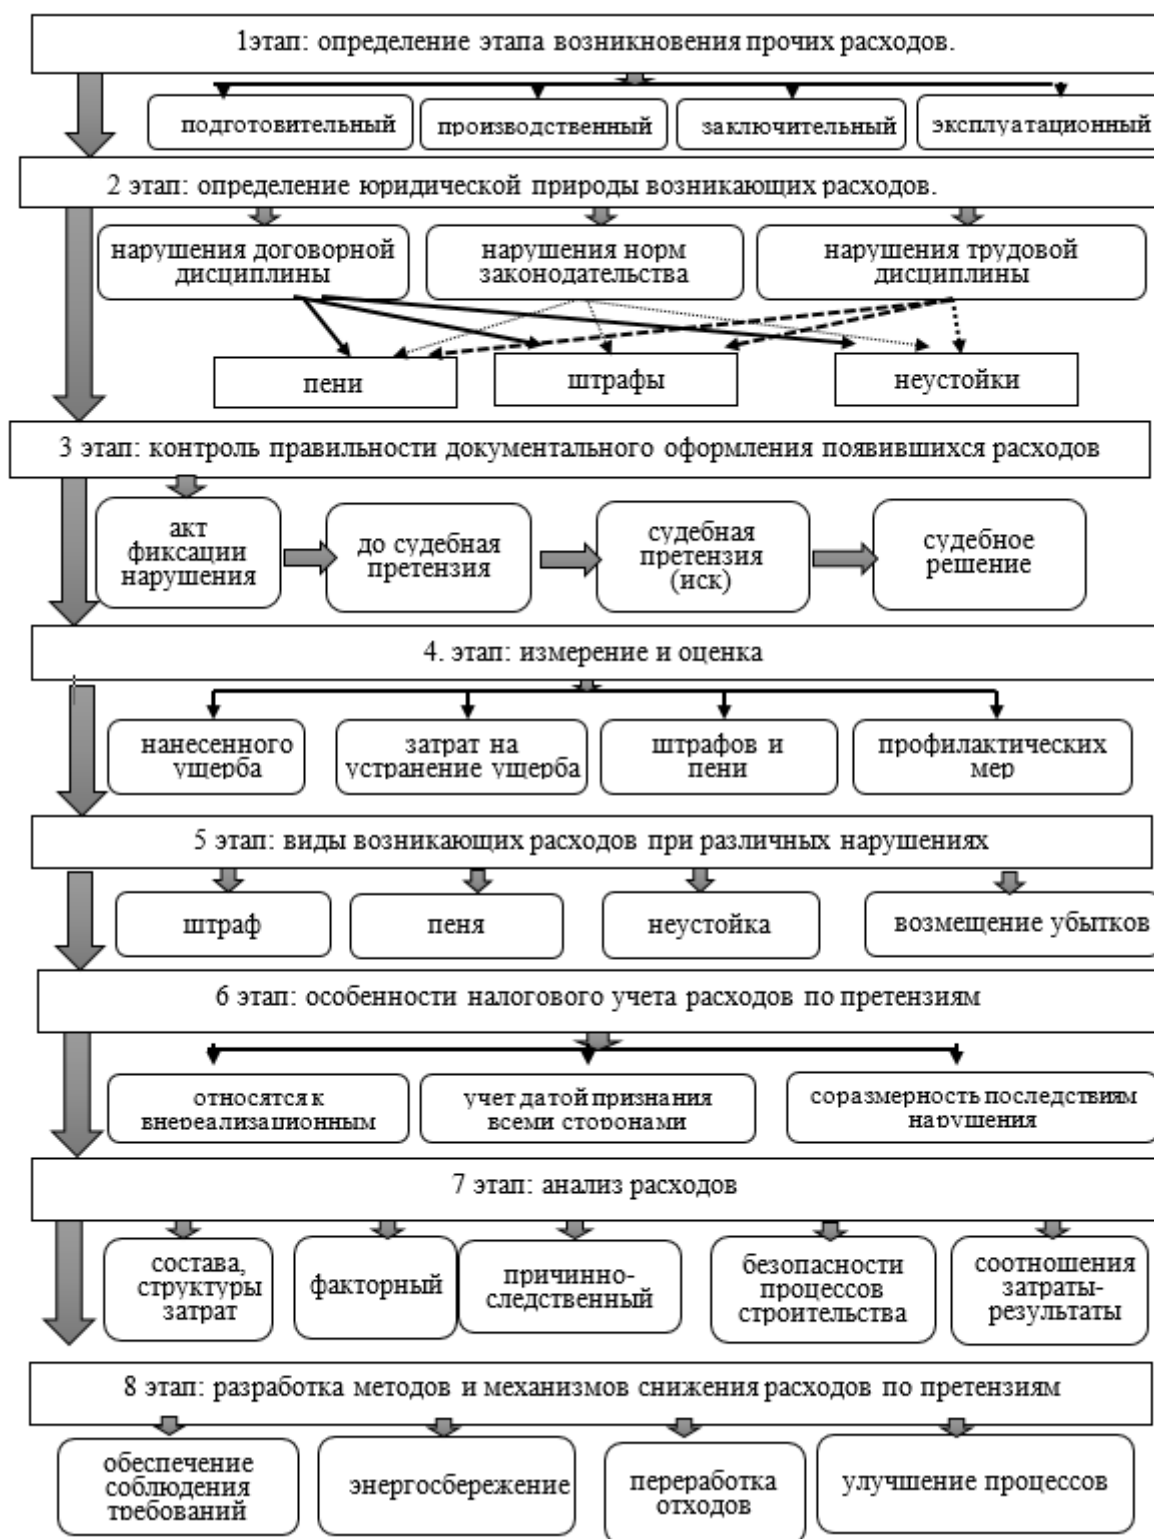 1этап: определение этапа возникновения прочих расходов.
подготовительный
производственный
заключительный
эксплуатационный
2 этап: определение юридической природы возникающих расходов.
нарушения договорной
дисциплины
нарушения норм
законодательства
нарушения трудовой
дисциплины
пени
штрафы
неустойки
3 этап: контроль правильности документального оформления появившихся расходов
акт
фиксации
нарушения
до судебная
претензия
судебная
претензия
(иск)
судебное
решение
4. этап: измерение и оценка
нанесенного
ущерба
затрат на
устранение ущерба
штрафов и
пени
профилактических
мер
5 этап: виды возникающих расходов при различных нарушениях
штраф
пеня
неустойка
возмещение убытков
6 этап: особенности налогового учета расходов по претензиям
относятся к
внереализационным
учет датой признания
всеми сторонами
соразмерность последствиям
нарушения
7 этап: анализ расходов
состава,
структуры
затрат
факторный
причинно-
следственный
безопасности
процессов
строительства
соотношения
затраты-
результаты
8 этап: разработка методов и механизмов снижения расходов по претензиям
обеспечение
соблюдения
требований
энергосбережение
переработка
отходов
улучшение процессов